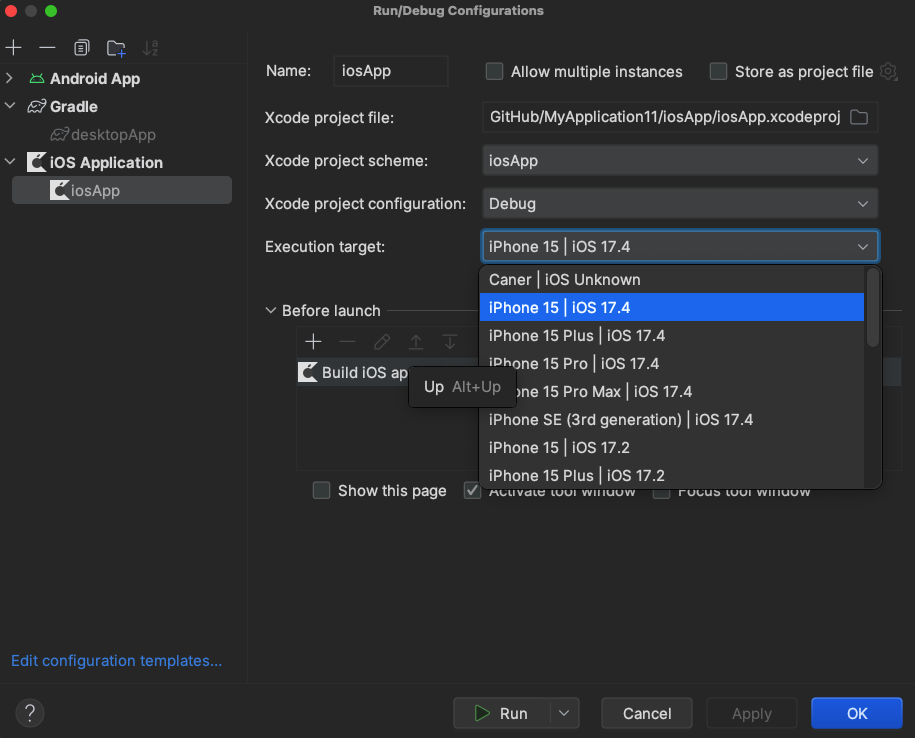 Run/Debug Configurations
Android App
Gradle
desktopApp
iOS Application
iosApp
Name: iosApp Allow multiple instances Store as project file
Xcode project file: GitHub/MyApplication11/iosApp/iosApp.xcodeproj
Xcode project scheme: iosApp
Xcode project configuration: Debug
Execution target: iPhone 15 | iOS 17.4
Caner | iOS Unknown
iPhone 15 | iOS 17.4
iPhone 15 Plus | iOS 17.4
iPhone 15 Pro | iOS 17.4
one 15 Pro Max | iOS 17.4
iPhone SE (3rd generation) | iOS 17.4
iPhone 15 | iOS 17.2
iPhone 15 Plus | iOS 17.2
Before launch
Build iOS ap
Up Alt+Up
Show this page Activate tool window Focus tool window
Edit configuration templates...
? Run Cancel Apply OK